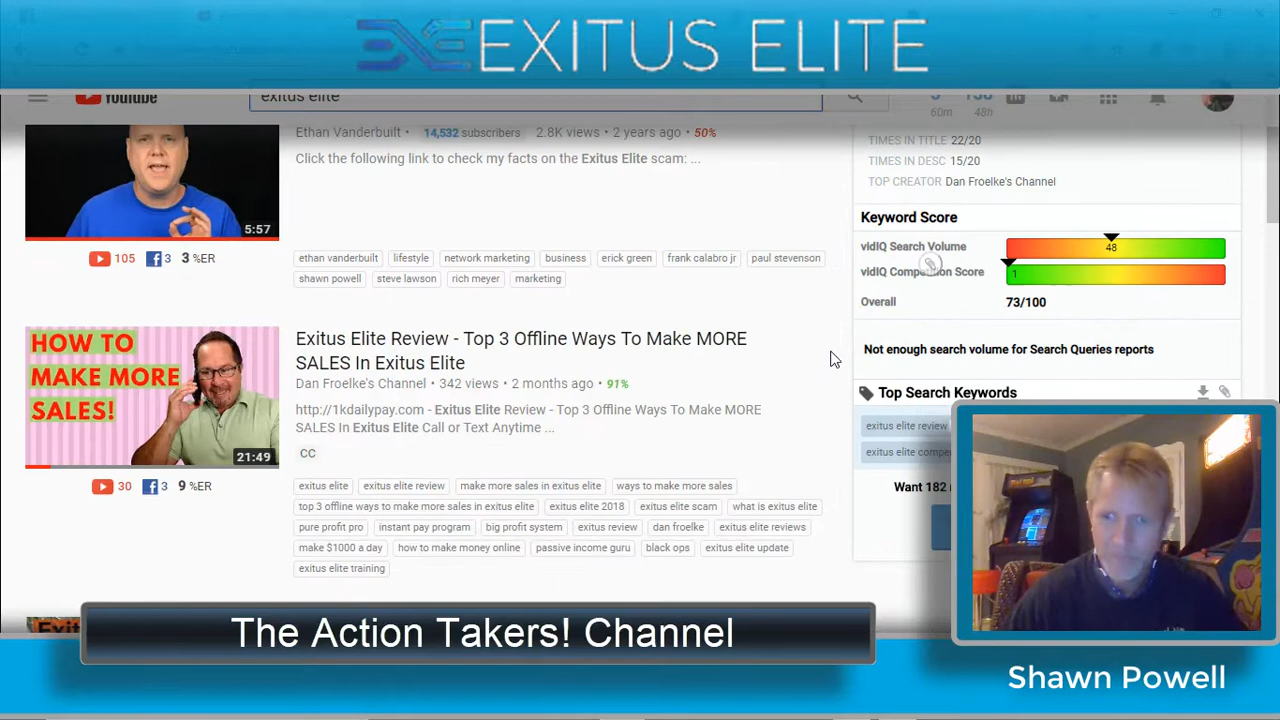 EXITUS ELITE
YouTube
exitus elite
60m
48h
Ethan Vanderbuilt • 14,532 subscribers • 2.8K views • 2 years ago • 50%
Click the following link to check my facts on the Exitus Elite scam: ...
5:57
105 3 3 %ER
ethan vanderbuilt lifestyle network marketing business erick green frank calabro jr paul stevenson
shawn powell steve lawson rich meyer marketing
HOW TO
MAKE MORE
SALES!
21:49
30 3 9 %ER
Exitus Elite Review - Top 3 Offline Ways To Make MORE
SALES In Exitus Elite
Dan Froelke's Channel • 342 views • 2 months ago • 91%
http://1kdailypay.com - Exitus Elite Review - Top 3 Offline Ways To Make MORE
SALES In Exitus Elite Call or Text Anytime ...
CC
exitus elite exitus elite review make more sales in exitus elite ways to make more sales
top 3 offline ways to make more sales in exitus elite exitus elite 2018 exitus elite scam what is exitus elite
pure profit pro instant pay program big profit system exitus review dan froelke exitus elite reviews
make $1000 a day how to make money online passive income guru black ops exitus elite update
exitus elite training
TIMES IN TITLE 22/20
TIMES IN DESC 15/20
TOP CREATOR Dan Froelke's Channel
Keyword Score
vidIQ Search Volume 48
vidIQ Competition Score 1
Overall 73/100
Not enough search volume for Search Queries reports
Top Search Keywords
exitus elite review
exitus elite compe
Want 182
The Action Takers! Channel
Shawn Powell